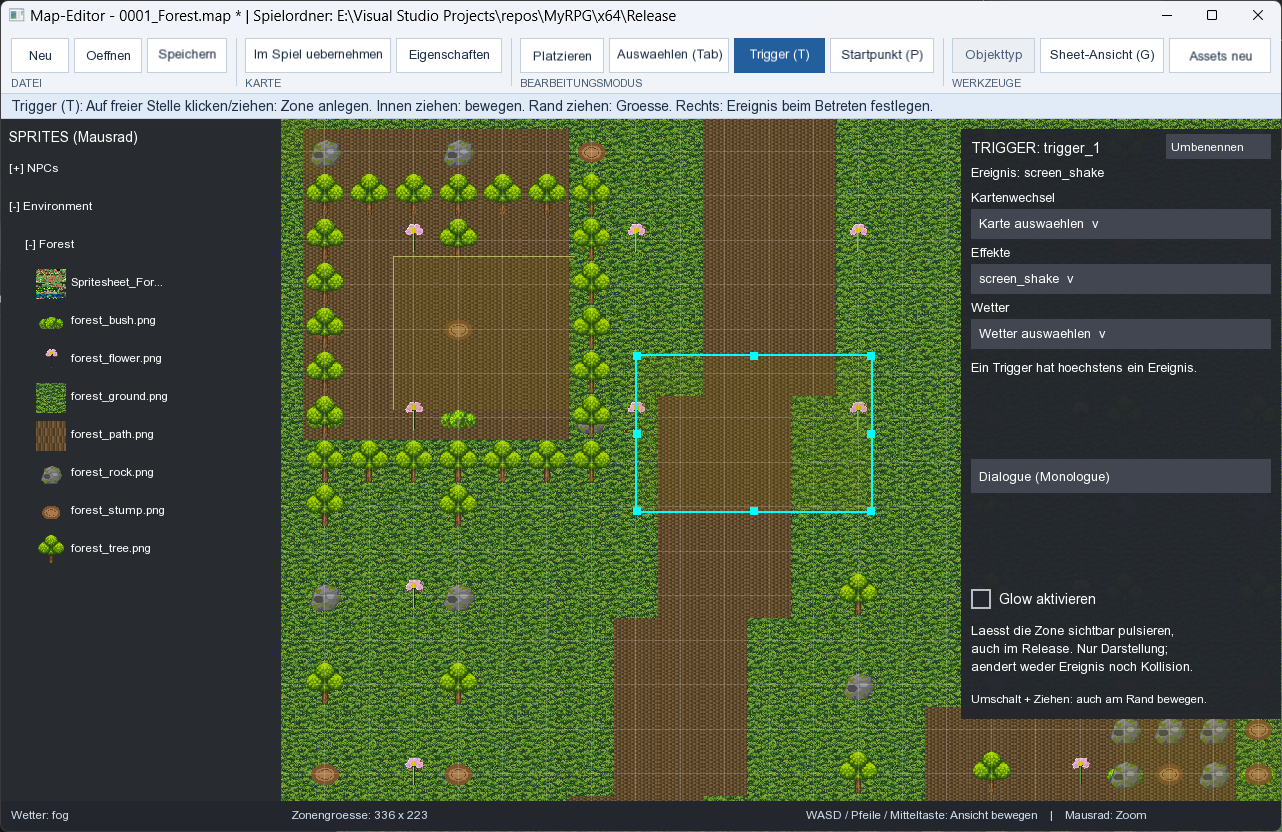 Map-Editor - 0001_Forest.map * | Spielordner: E:\Visual Studio Projects\repos\MyRPG\x64\Release
Neu
Oeffnen
Speichern
Im Spiel uebernehmen
Eigenschaften
Platzieren
Auswaehlen (Tab)
Trigger (T)
Startpunkt (P)
Objekttyp
Sheet-Ansicht (G)
Assets neu
DATEI
KARTE
BEARBEITUNGSMODUS
WERKZEUGE
Trigger (T): Auf freier Stelle klicken/ziehen: Zone anlegen. Innen ziehen: bewegen. Rand ziehen: Groesse. Rechts: Ereignis beim Betreten festlegen.
SPRITES (Mausrad)
[+] NPCs
[-] Environment
[-] Forest
Spritesheet_For...
forest_bush.png
forest_flower.png
forest_ground.png
forest_path.png
forest_rock.png
forest_stump.png
forest_tree.png
TRIGGER: trigger_1
Umbenennen
Ereignis: screen_shake
Kartenwechsel
Karte auswaehlen v
Effekte
screen_shake v
Wetter
Wetter auswaehlen v
Ein Trigger hat hoechstens ein Ereignis.
Dialogue (Monologue)
Glow aktivieren
Laesst die Zone sichtbar pulsieren,
auch im Release. Nur Darstellung;
aendert weder Ereignis noch Kollision.
Umschalt + Ziehen: auch am Rand bewegen.
Wetter: fog
Zonengroesse: 336 x 223
WASD / Pfeile / Mitteltaste: Ansicht bewegen | Mausrad: Zoom